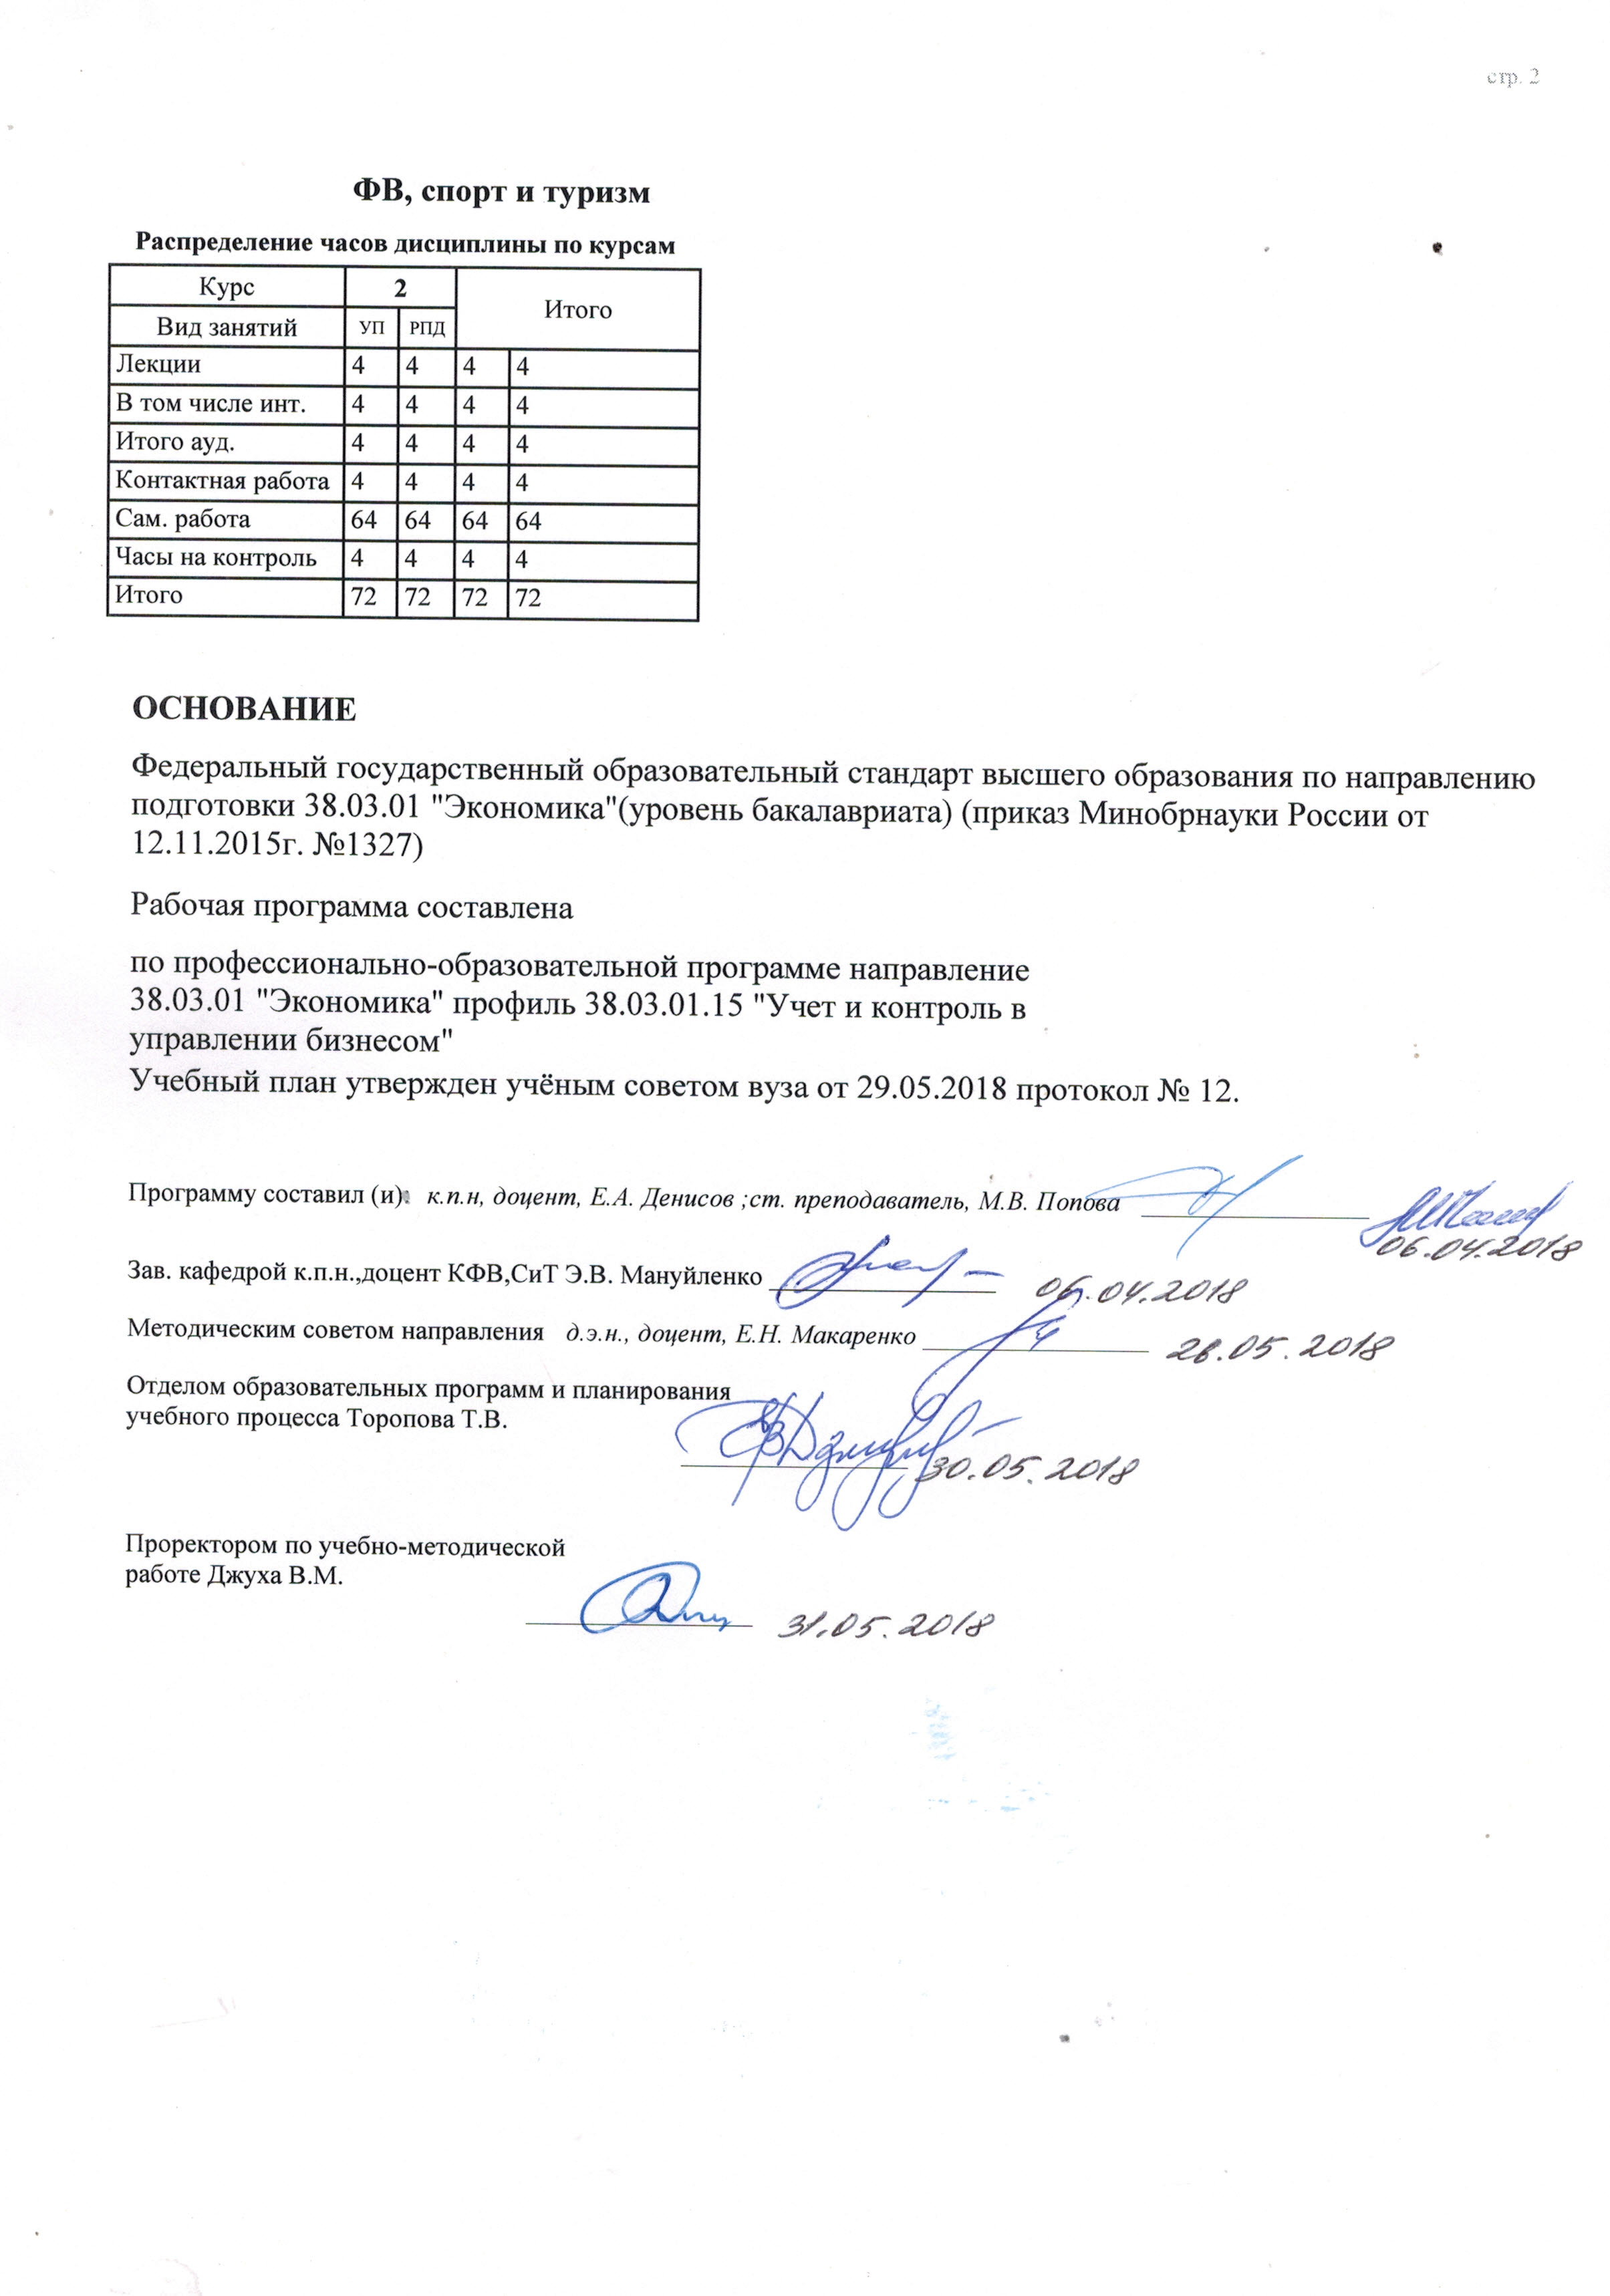 стр. 2
ФВ, спорт и туризм
Распределение часов дисциплины по курсам
Курс 2 Итого
Вид занятий УП РПД
Лекции 4 4 4 4
В том числе инт. 4 4 4 4
Итого ауд. 4 4 4 4
Контактная работа 4 4 4 4
Сам. работа 64 64 64 64
Часы на контроль 4 4 4 4
Итого 72 72 72 72
ОСНОВАНИЕ
Федеральный государственный образовательный стандарт высшего образования по направлению
подготовки 38.03.01 "Экономика"(уровень бакалавриата) (приказ Минобрнауки России от
12.11.2015г. №1327)
Рабочая программа составлена
по профессионально-образовательной программе направление
38.03.01 "Экономика" профиль 38.03.01.15 "Учет и контроль в
управлении бизнесом"
Учебный план утвержден учёным советом вуза от 29.05.2018 протокол № 12.
Программу составил (и): к.п.н, доцент, Е.А. Денисов ;ст. преподаватель, М.В. Попова
06.04.2018
Зав. кафедрой к.п.н.,доцент КФВ,СиТ Э.В. Мануйленко 06.04.2018
Методическим советом направления д.э.н., доцент, Е.Н. Макаренко 28.05.2018
Отделом образовательных программ и планирования
учебного процесса Торопова Т.В.
30.05.2018
Проректором по учебно-методической
работе Джуха В.М.
31.05.2018